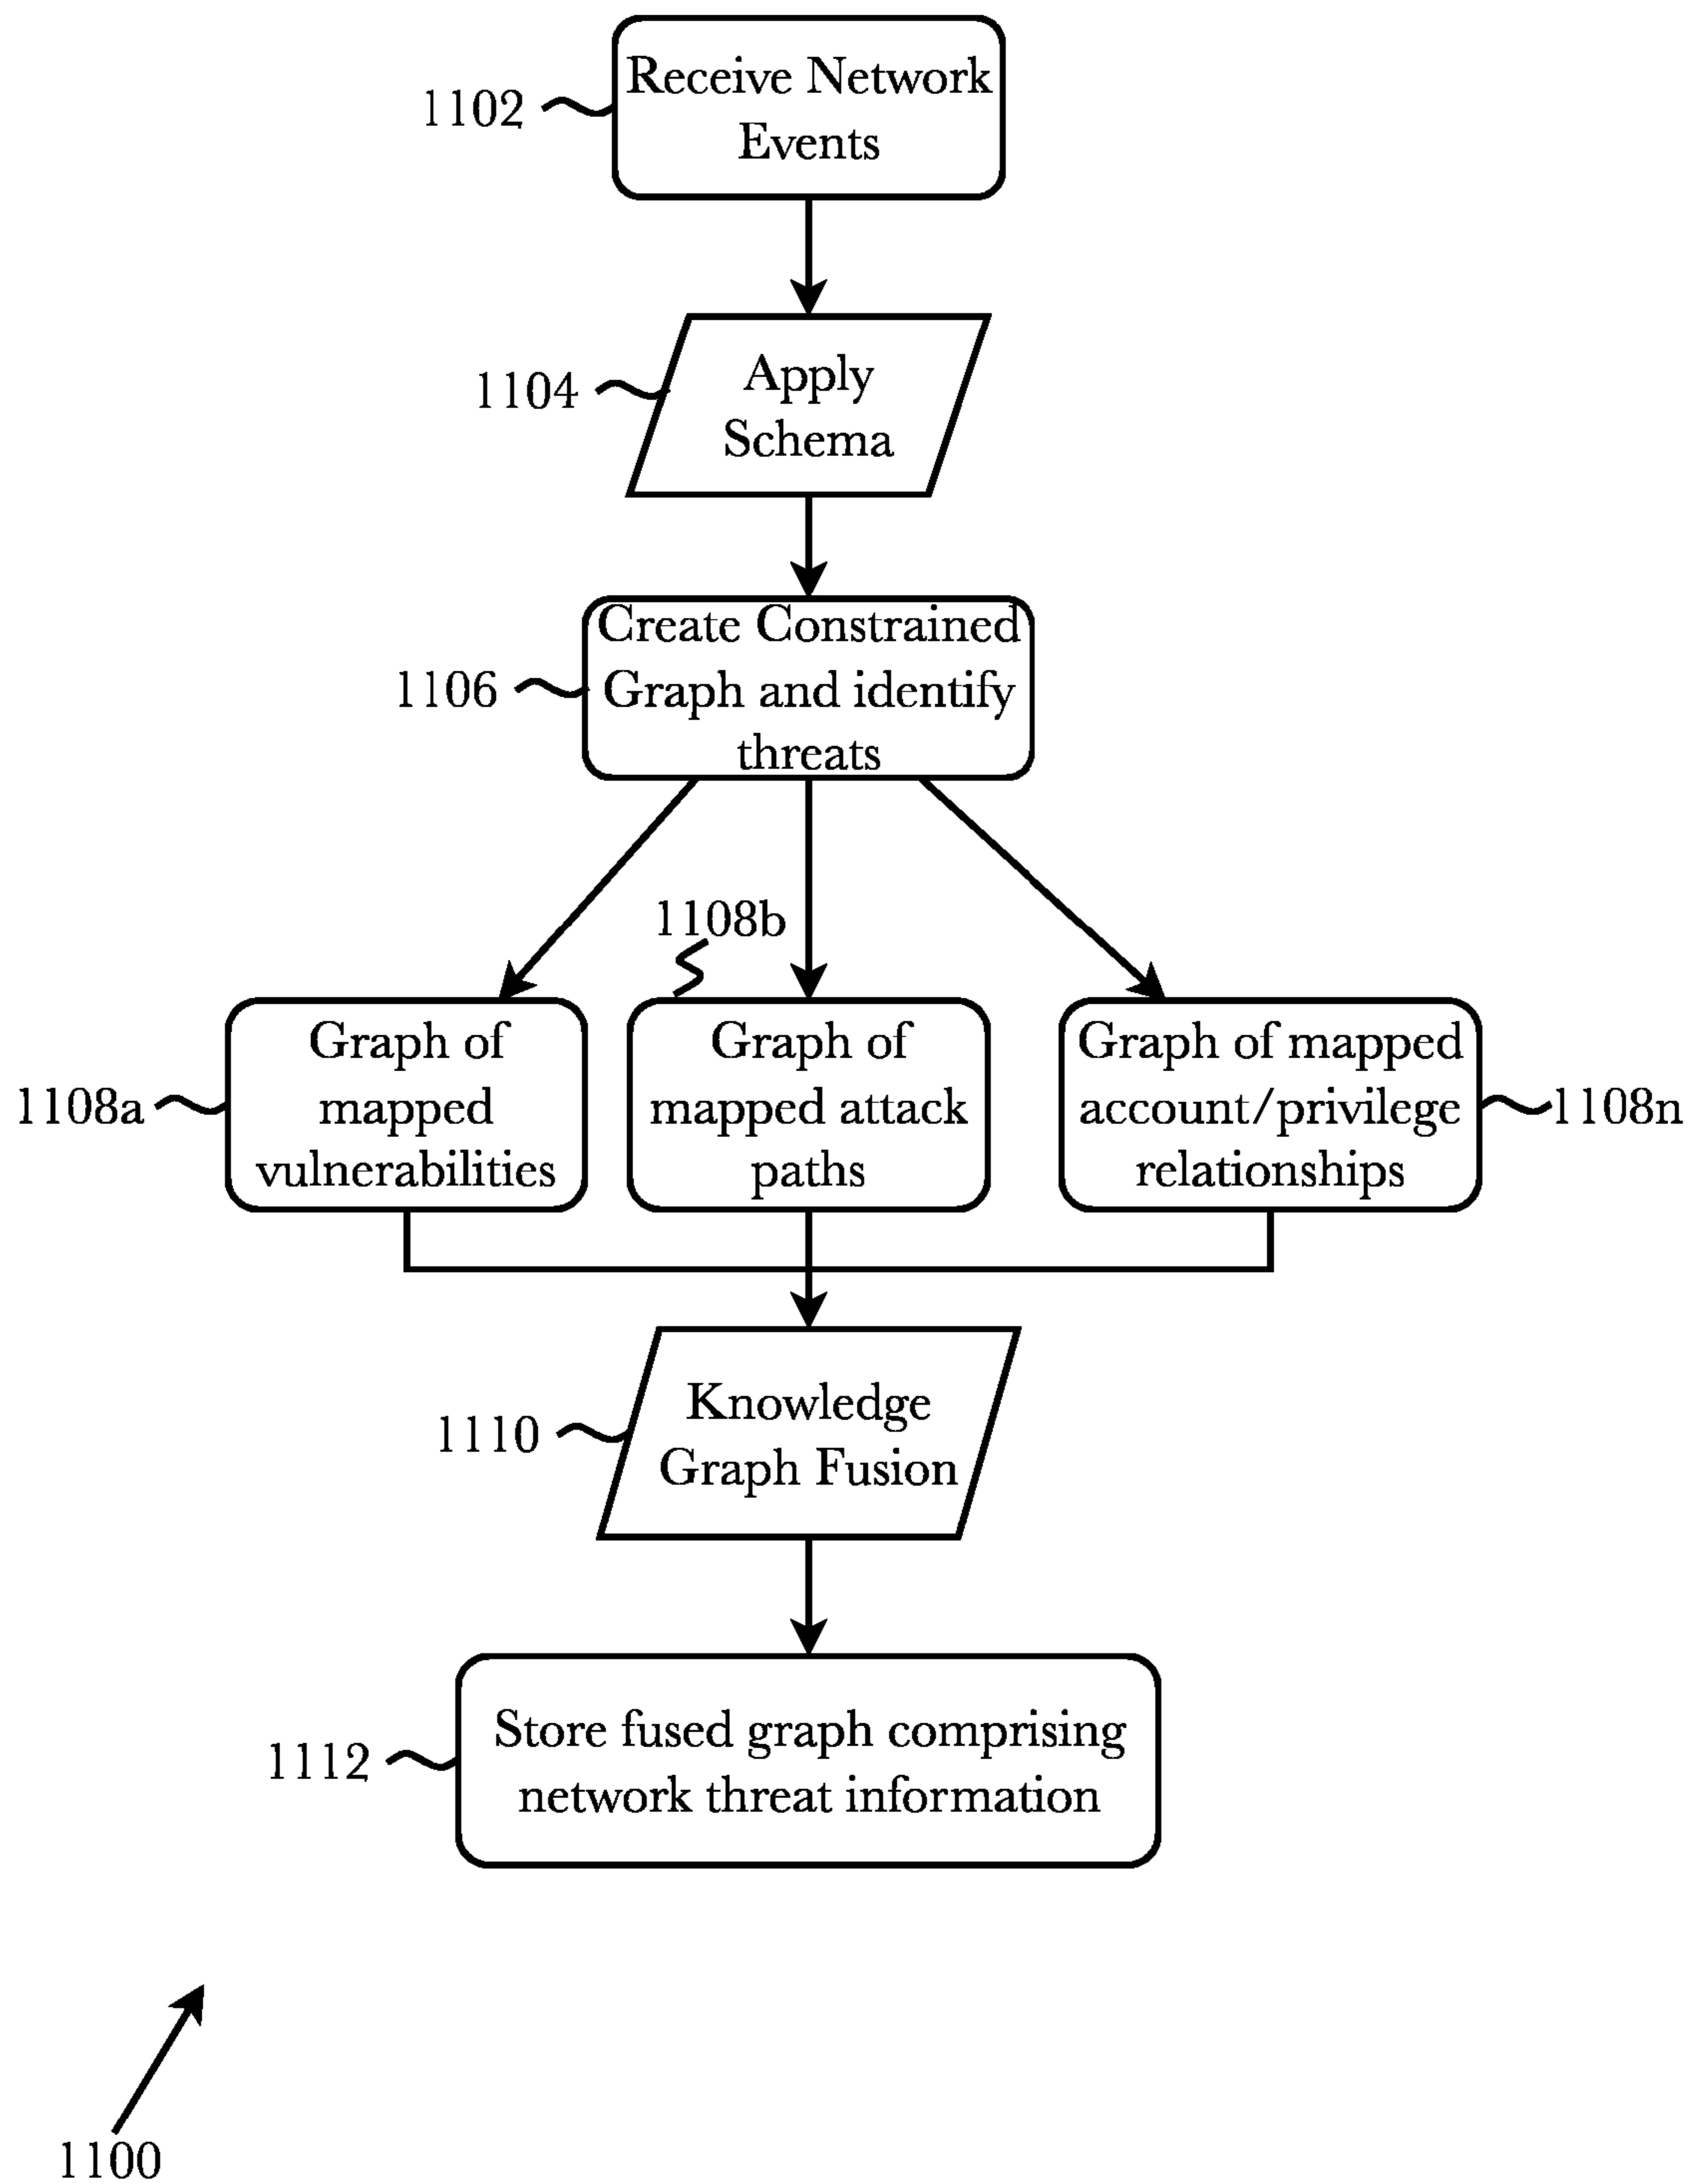 Receive Network
Events
1102
Apply
Schema
1104
Create Constrained
Graph and identify
threats
1106
1108b
Graph of
mapped
vulnerabilities
1108a
Graph of
mapped attack
paths
Graph of mapped
account/privilege
relationships
1108n
Knowledge
Graph Fusion
1110
Store fused graph comprising
network threat information
1112
1100